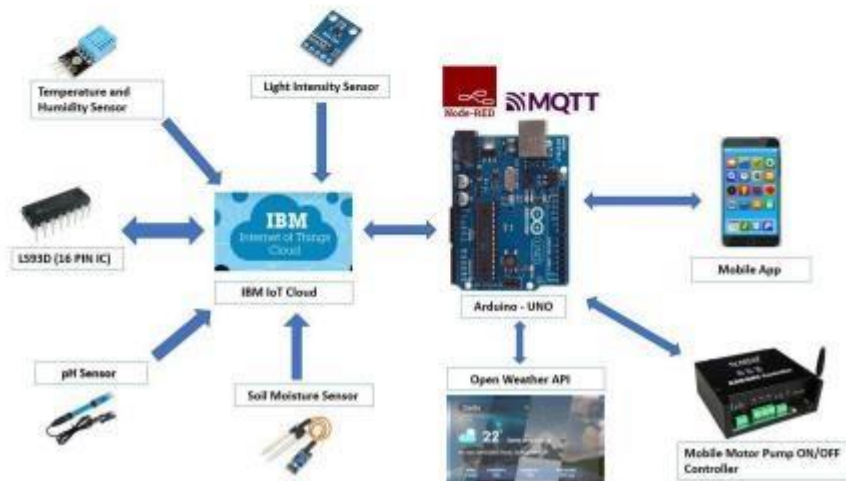 Temperature and
Humidity Sensor
Light Intensity Sensor
Node-RED
MQTT
IBM
Internet of Things
Cloud
LS93D (16 PIN IC)
IBM IoT Cloud
Mobile App
Arduino - UNO
pH Sensor
Soil Moisture Sensor
Open Weather API
22°
Mobile Motor Pump ON/OFF
Controller